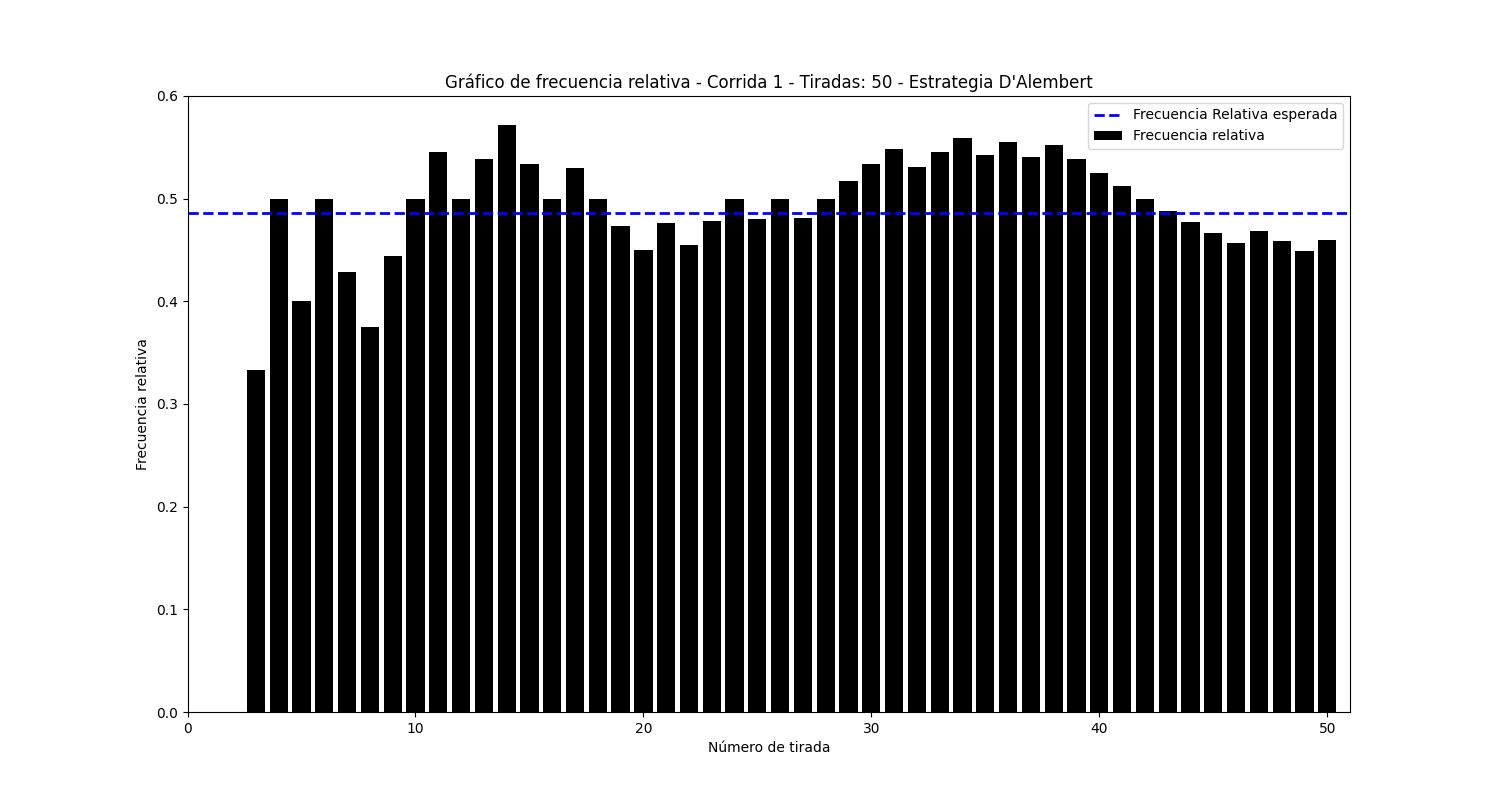 Gráfico de frecuencia relativa - Corrida 1 - Tiradas: 50 - Estrategia D'Alembert
Frecuencia Relativa esperada
Frecuencia relativa
Frecuencia relativa
0.6
0.5
0.4
0.3
0.2
0.1
0.0
0 10 20 30 40 50
Número de tirada